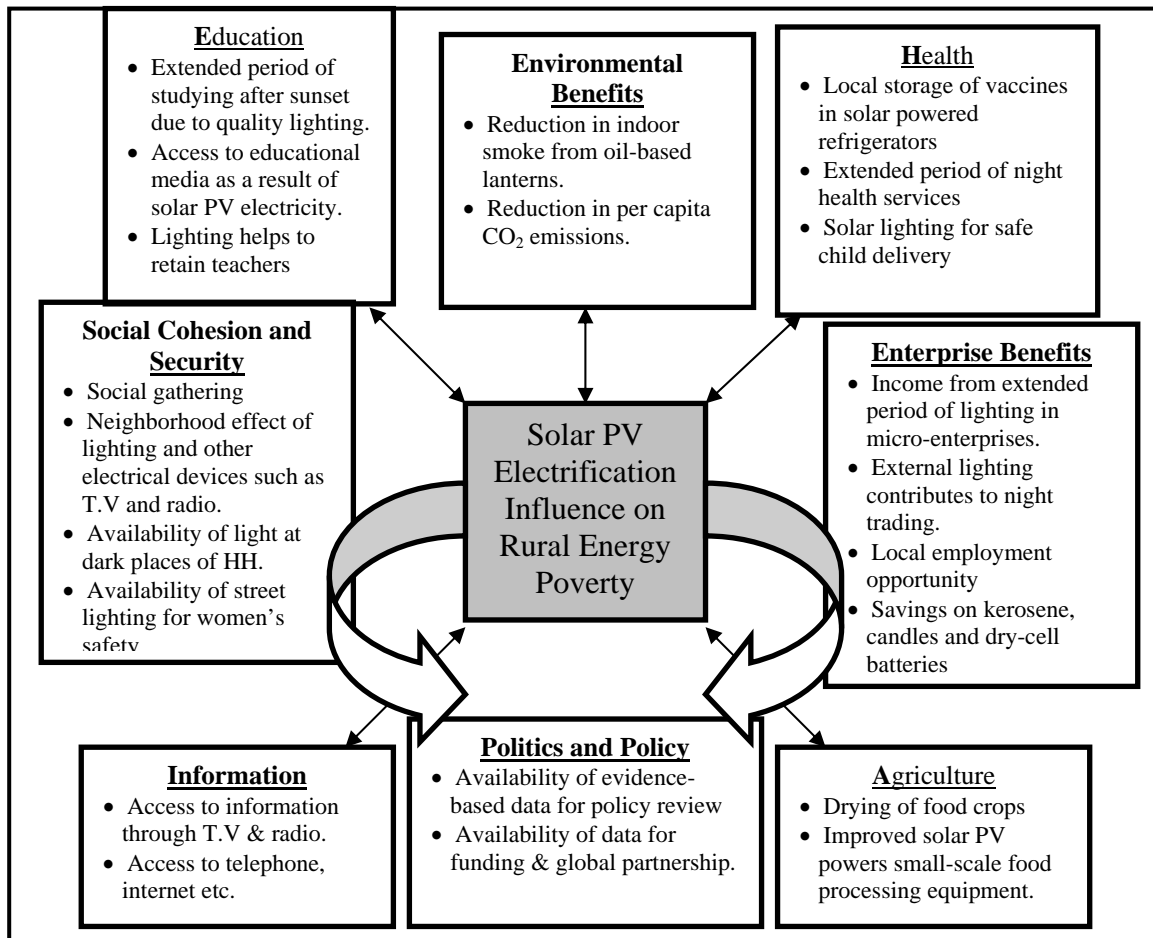 Education
• Extended period of
studying after sunset
due to quality lighting.
• Access to educational
media as a result of
solar PV electricity.
• Lighting helps to
retain teachers
Environmental
Benefits
• Reduction in indoor
smoke from oil-based
lanterns.
• Reduction in per capita
CO2 emissions.
Health
• Local storage of vaccines
in solar powered
refrigerators
• Extended period of night
health services
• Solar lighting for safe
child delivery
Social Cohesion and
Security
• Social gathering
• Neighborhood effect of
lighting and other
electrical devices such as
T.V and radio.
• Availability of light at
dark places of HH.
• Availability of street
lighting for women’s
safety
Solar PV
Electrification
Influence on
Rural Energy
Poverty
Enterprise Benefits
• Income from extended
period of lighting in
micro-enterprises.
• External lighting
contributes to night
trading.
• Local employment
opportunity
• Savings on kerosene,
candles and dry-cell
batteries
Information
• Access to information
through T.V & radio.
• Access to telephone,
internet etc.
Politics and Policy
• Availability of evidence-
based data for policy review
• Availability of data for
funding & global partnership.
Agriculture
• Drying of food crops
• Improved solar PV
powers small-scale food
processing equipment.